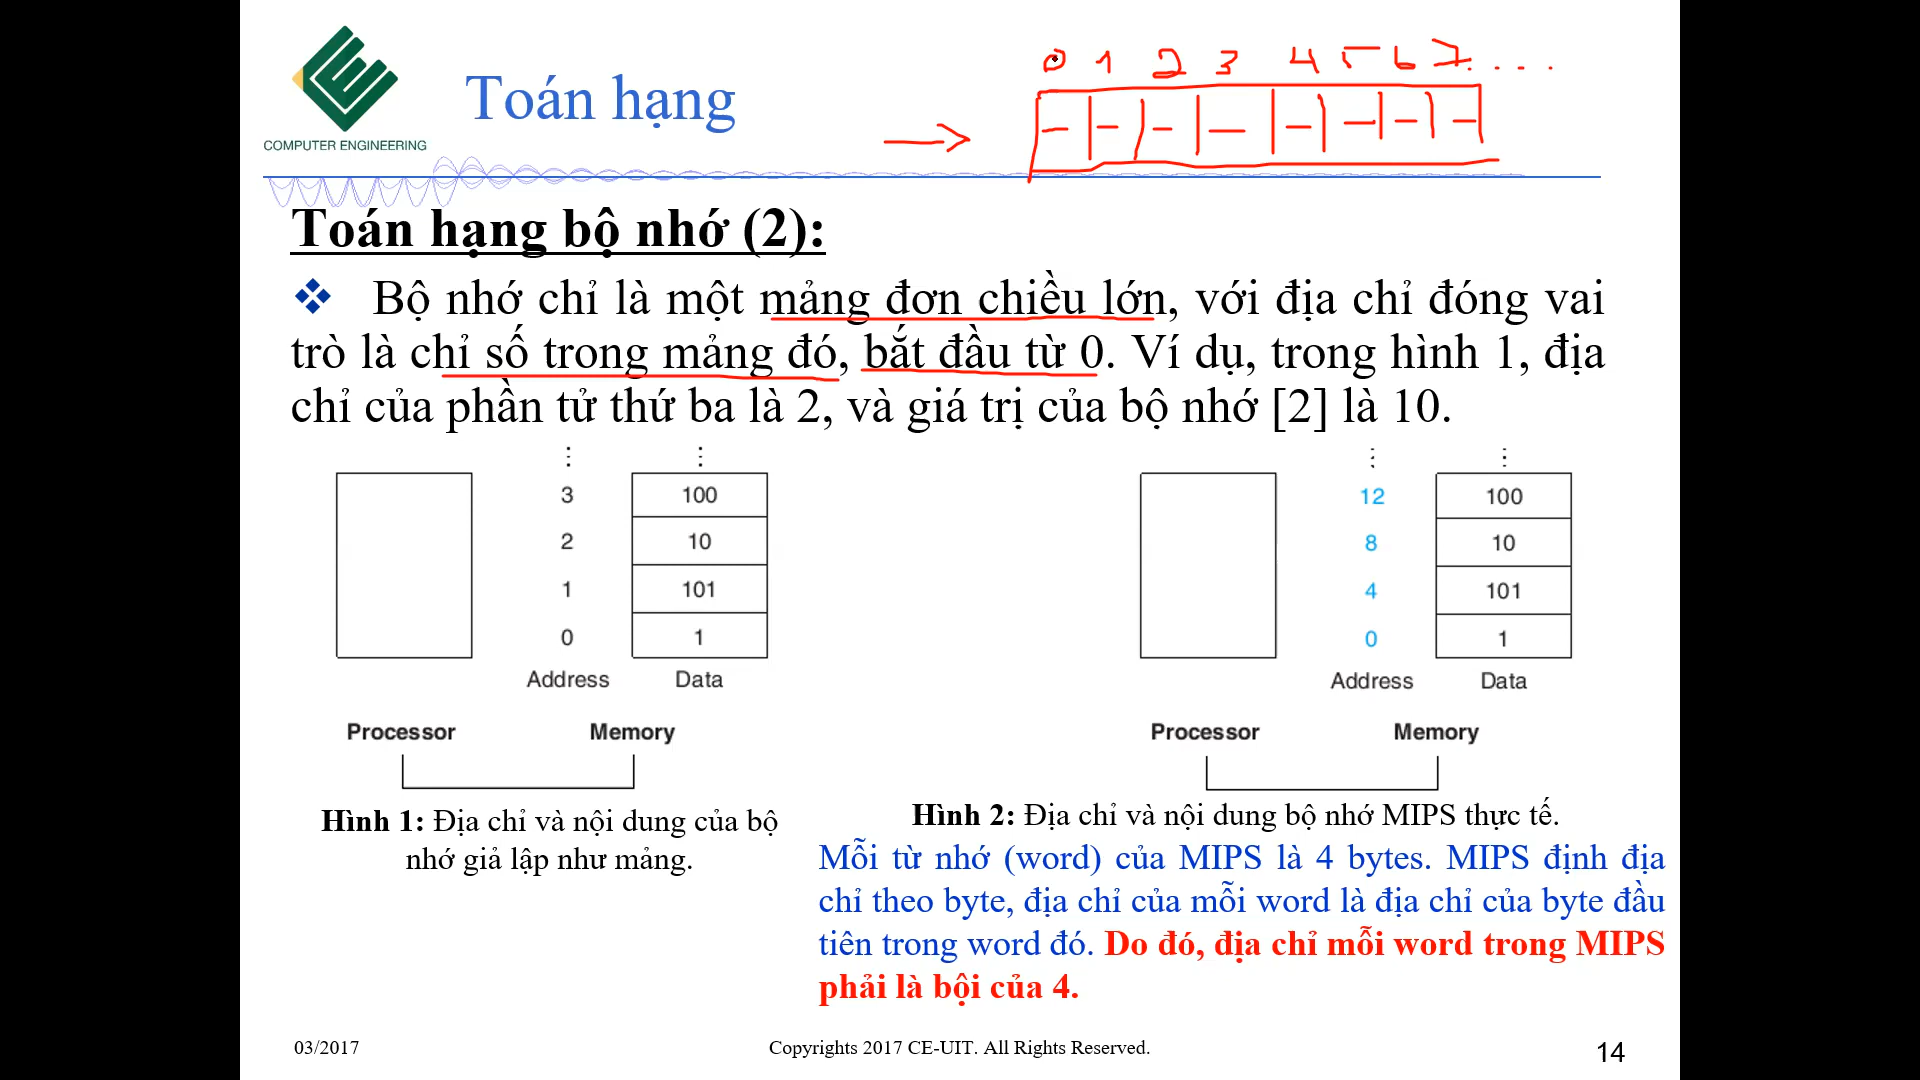 0 1 2 3 4 5 6 7 . . . .
COMPUTER ENGINEERING
Toán hạng
Toán hạng bộ nhớ (2):
❖ Bộ nhớ chỉ là một mảng đơn chiều lớn, với địa chỉ đóng vai
trò là chỉ số trong mảng đó, bắt đầu từ 0. Ví dụ, trong hình 1, địa
chỉ của phần tử thứ ba là 2, và giá trị của bộ nhớ [2] là 10.
⋮ ⋮
3 100
2 10
1 101
0 1
Address Data
Processor Memory
Hình 1: Địa chỉ và nội dung của bộ
nhớ giả lập như mảng.
⋮ ⋮
12 100
8 10
4 101
0 1
Address Data
Processor Memory
Hình 2: Địa chỉ và nội dung bộ nhớ MIPS thực tế.
Mỗi từ nhớ (word) của MIPS là 4 bytes. MIPS định địa
chỉ theo byte, địa chỉ của mỗi word là địa chỉ của byte đầu
tiên trong word đó. Do đó, địa chỉ mỗi word trong MIPS
phải là bội của 4.
03/2017
Copyrights 2017 CE-UIT. All Rights Reserved.
14